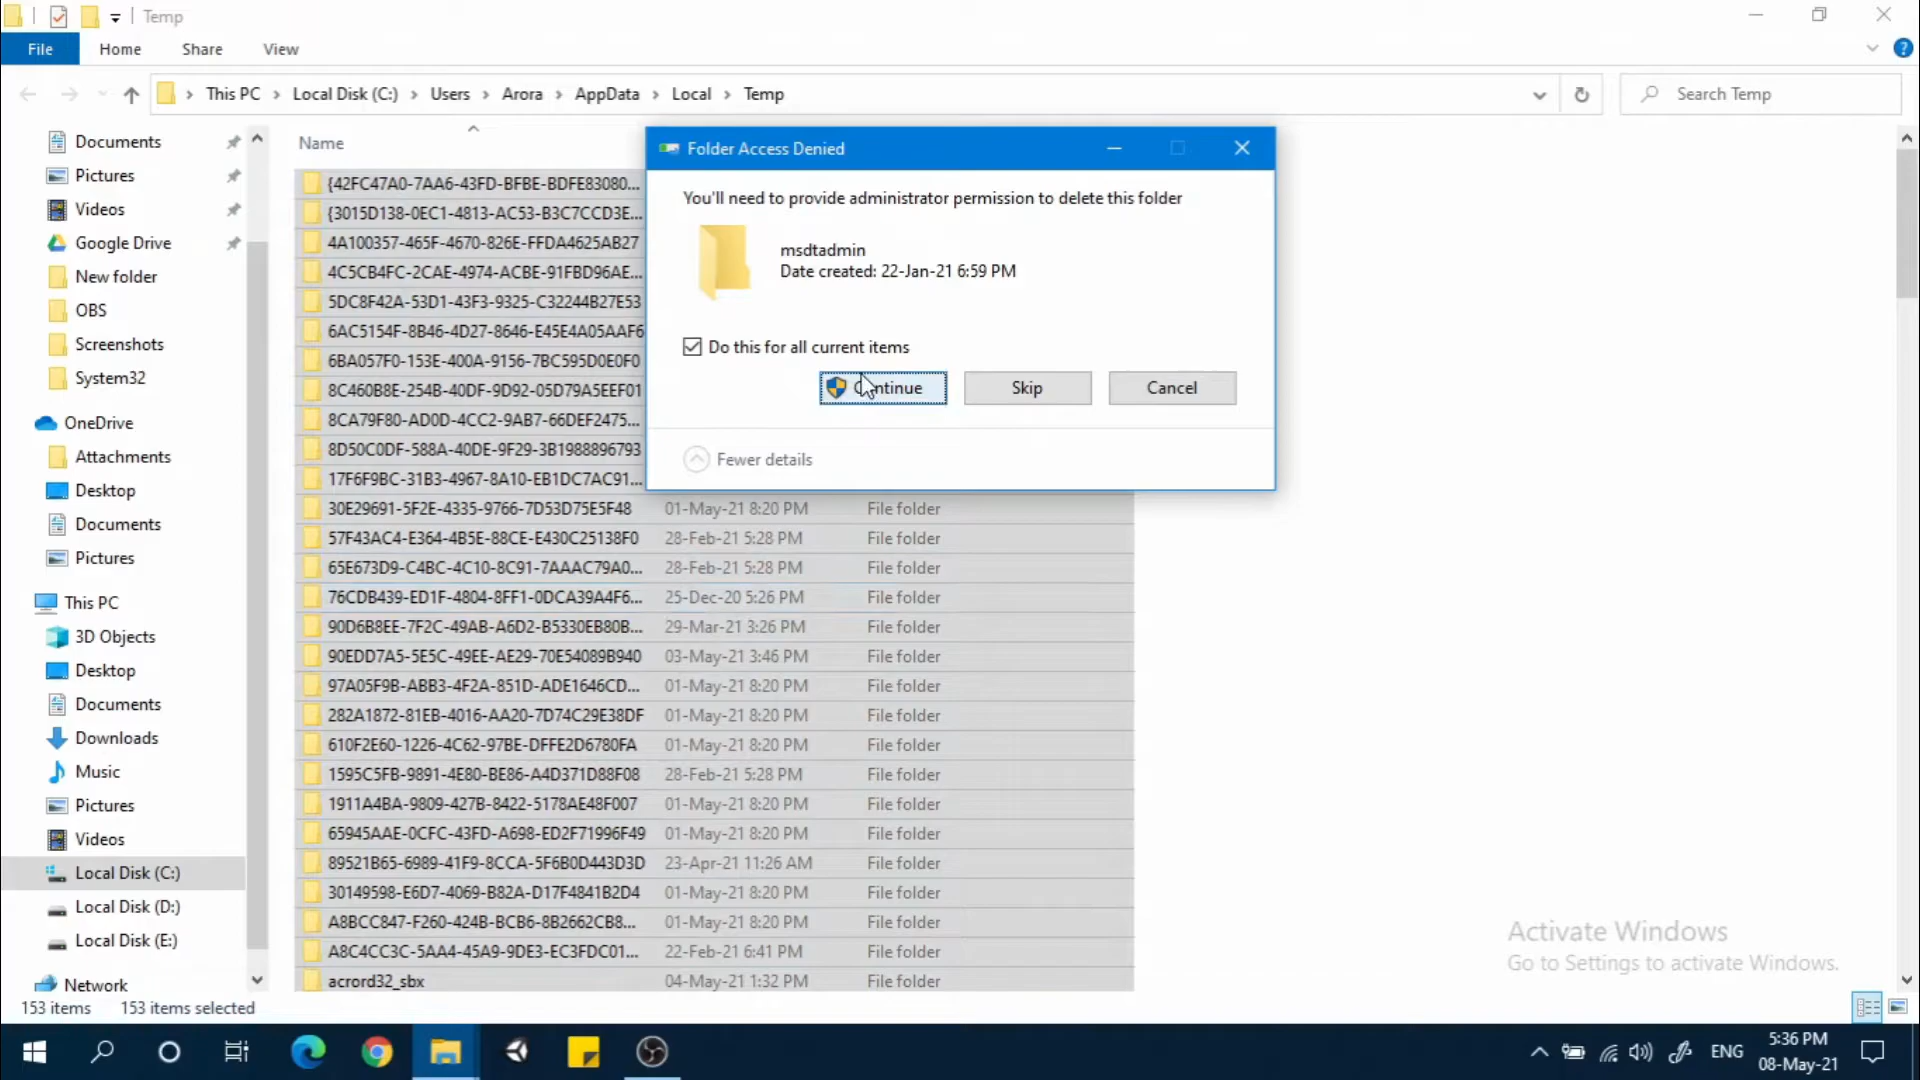 Temp
File Home Share View
This PC Local Disk (C:) Users Arora AppData Local Temp
Search Temp
Documents
Pictures
Videos
Google Drive
New folder
OBS
Screenshots
System32
OneDrive
Attachments
Desktop
Documents
Pictures
This PC
3D Objects
Desktop
Documents
Downloads
Music
Pictures
Videos
Local Disk (C:)
Local Disk (D:)
Local Disk (E:)
Network
Name
{42FC47A0-7AA6-43FD-BFBE-BDFE83080...
{3015D138-0EC1-4813-AC53-B3C7CCD3E...
4A100357-465F-4670-826E-FFDA4625AB27
4C5CB4FC-2CAE-4974-ACBE-91FBD96AE...
5DC8F42A-53D1-43F3-9325-C32244B27E53
6AC5154F-8B46-4D27-8646-E45E4A05AAF6
6BA057F0-153E-400A-9156-7BC595D0E0F0
8C460B8E-254B-40DF-9D92-05D79A5EEF01
8CA79F80-AD0D-4CC2-9AB7-66DEF2475...
8D50C0DF-588A-40DE-9F29-3B1988896793
17F6F9BC-31B3-4967-8A10-EB1DC7AC91...
30E29691-5F2E-4335-9766-7D53D75E5F48 01-May-21 8:20 PM File folder
57F43AC4-E364-4B5E-88CE-E430C25138F0 28-Feb-21 5:28 PM File folder
65E673D9-C4BC-4C10-8C91-7AAAC79A0... 28-Feb-21 5:28 PM File folder
76CDB439-ED1F-4804-8FF1-0DCA39A4F6... 25-Dec-20 5:26 PM File folder
90D6B8EE-7F2C-49AB-A6D2-B5330EB80B... 29-Mar-21 3:26 PM File folder
90EDD7A5-5E5C-49EE-AE29-70E54089B940 03-May-21 3:46 PM File folder
97A05F9B-ABB3-4F2A-851D-ADE1646CD... 01-May-21 8:20 PM File folder
282A1872-81EB-4016-AA20-7D74C29E38DF 01-May-21 8:20 PM File folder
610F2E60-1226-4C62-97BE-DFFE2D6780FA 01-May-21 8:20 PM File folder
1595C5FB-9891-4E80-BE86-A4D371D88F08 28-Feb-21 5:28 PM File folder
1911A4BA-9809-427B-8422-5178AE48F007 01-May-21 8:20 PM File folder
65945AAE-0CFC-43FD-A698-ED2F71996F49 01-May-21 8:20 PM File folder
89521B65-6989-41F9-8CCA-5F6B0D443D3D 23-Apr-21 11:26 AM File folder
30149598-E6D7-4069-B82A-D17F4841B2D4 01-May-21 8:20 PM File folder
A8BCC847-F260-424B-BCB6-8B2662CB8... 01-May-21 8:20 PM File folder
A8C4CC3C-5AA4-45A9-9DE3-EC3FDC01... 22-Feb-21 6:41 PM File folder
acrord32_sbx 04-May-21 1:32 PM File folder
Folder Access Denied
You'll need to provide administrator permission to delete this folder
msdtadmin
Date created: 22-Jan-21 6:59 PM
Do this for all current items
Continue Skip Cancel
Fewer details
Activate Windows
Go to Settings to activate Windows.
153 items 153 items selected
ENG
5:36 PM
08-May-21